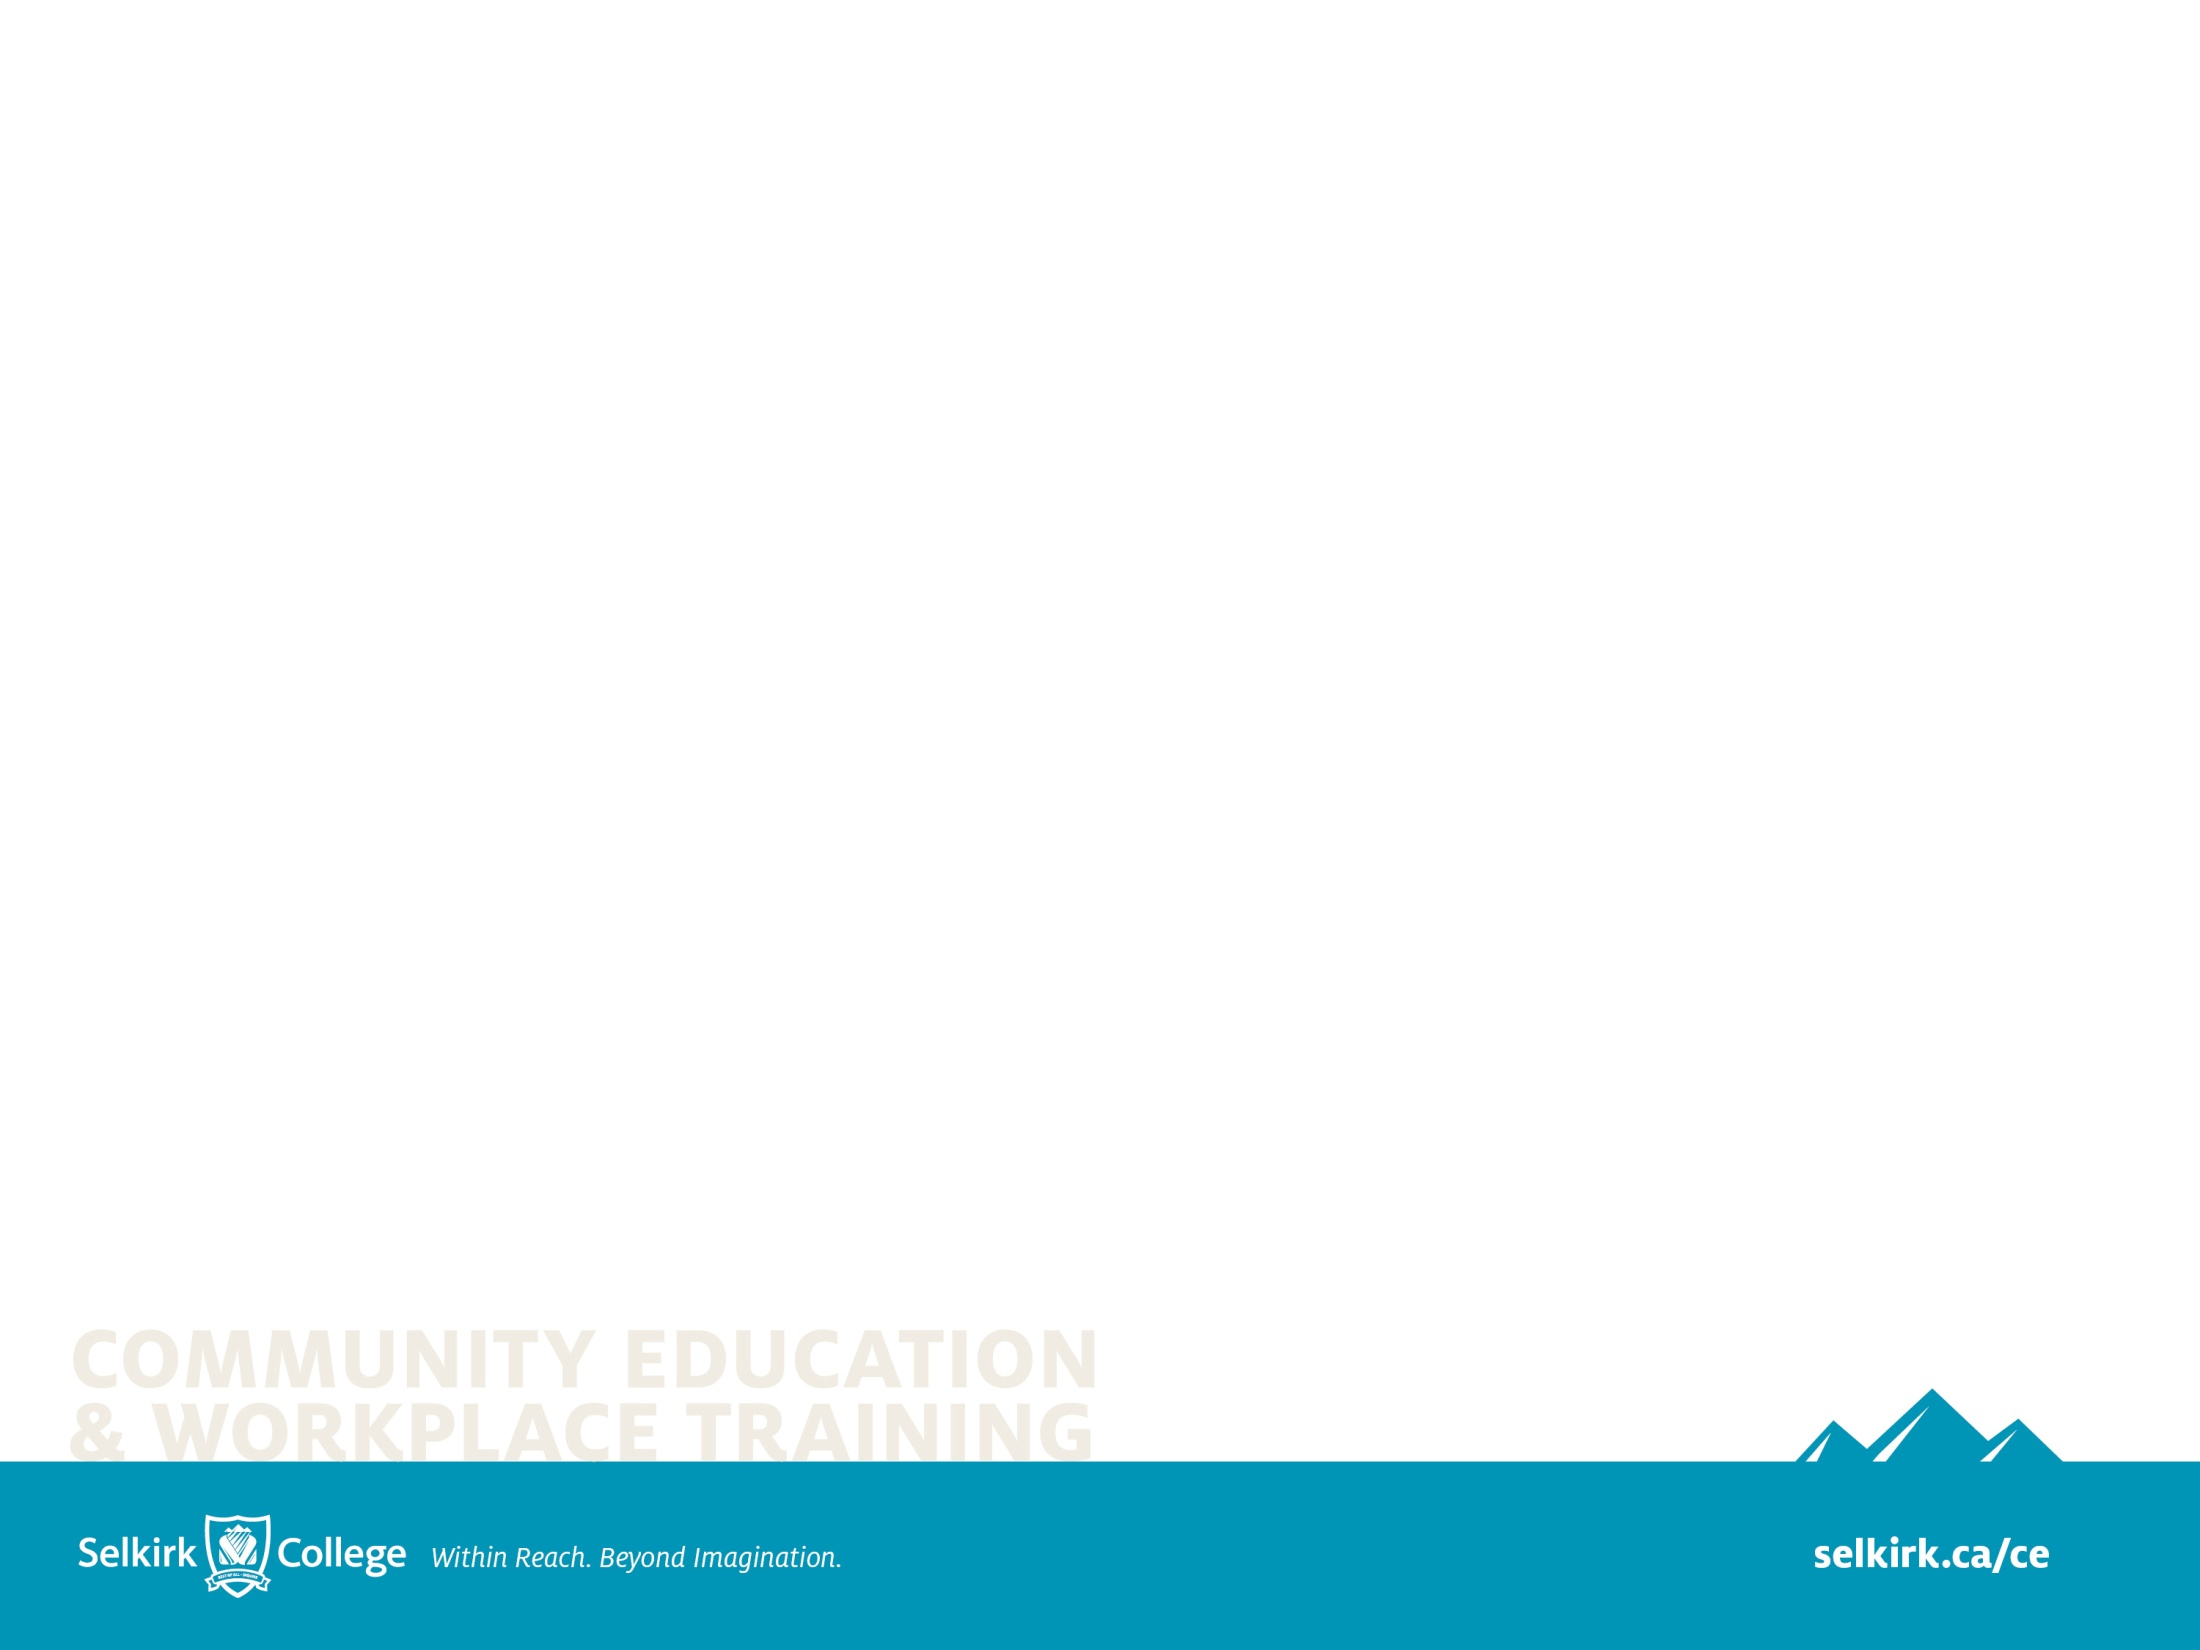 COMMUNITY EDUCATION
& WORKPLACE TRAINING
Selkirk College Within Reach. Beyond Imagination.
selkirk.ca/ce